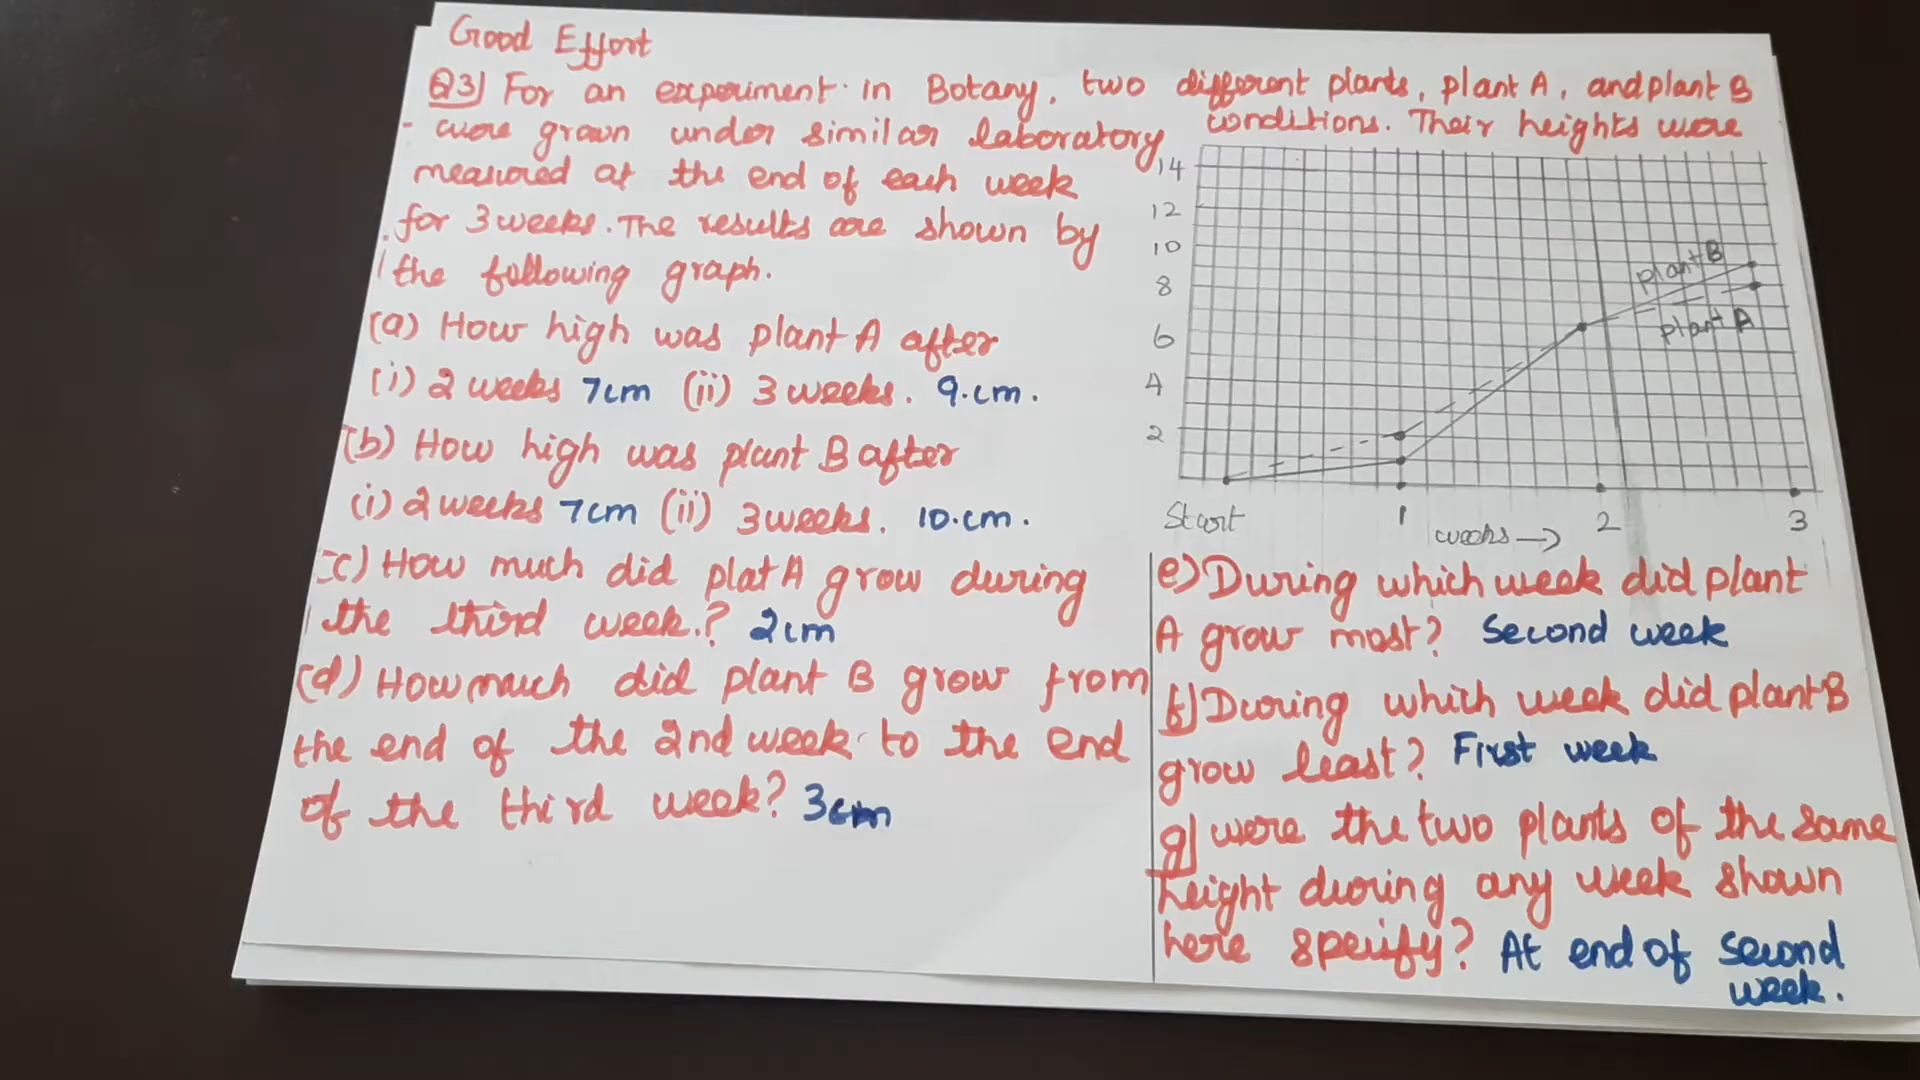 Good Effort
Q3) For an experiment in Botany, two different plants, plant A, and plant B
were grown under similar laboratory conditions. Their heights were
measured at the end of each week
for 3 weeks. The results are shown by
the following graph.
(a) How high was plant A after
(i) 2 weeks 7cm (ii) 3 weeks. 9.cm.
(b) How high was plant B after
(i) 2 weeks 7cm (ii) 3 weeks. 10.cm.
(c) How much did plat A grow during
the third week.? 2cm
(d) How much did plant B grow from
the end of the 2nd week to the end
of the third week? 3cm
14
12
10
8
6
4
2
plant B
plant A
Start 1 2 3
weeks →
e) During which week did plant
A grow most? Second week
f) During which week did plant B
grow least? First week
g) were the two plants of the same
height during any week shown
here specify? At end of second
week.